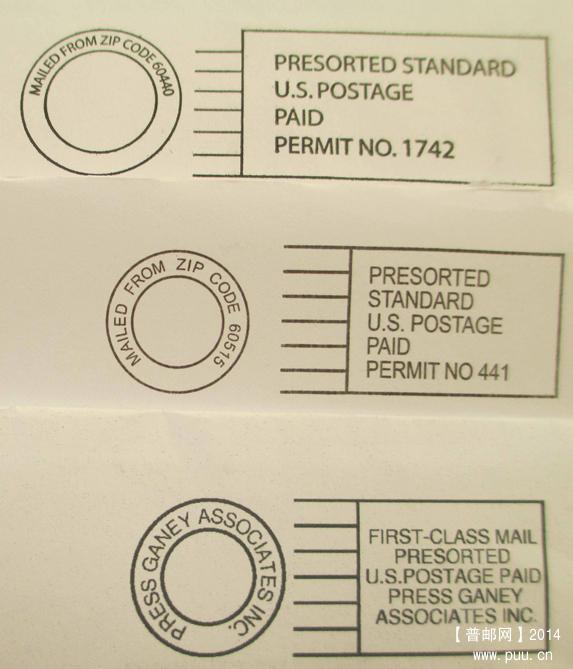 MAILED FROM ZIP CODE 60440
PRESORTED STANDARD
U.S. POSTAGE
PAID
PERMIT NO. 1742
MAILED FROM ZIP CODE 60515
PRESORTED
STANDARD
U.S. POSTAGE
PAID
PERMIT NO 441
PRESS GANEY ASSOCIATES INC.
FIRST-CLASS MAIL
PRESORTED
U.S.POSTAGE PAID
PRESS GANEY
ASSOCIATES INC.
【普邮网】2014
www.puu.cn